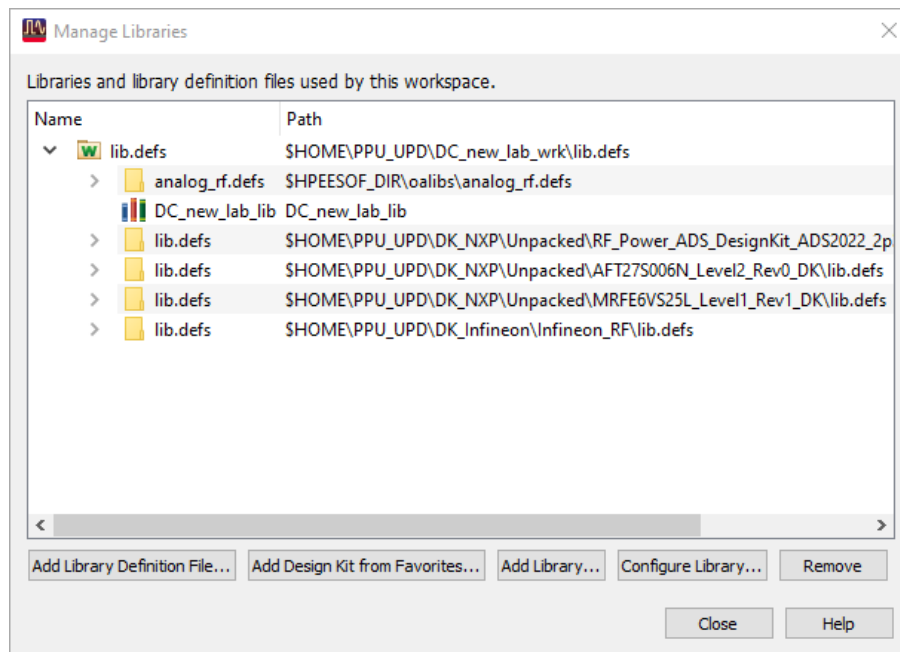 Manage Libraries
Libraries and library definition files used by this workspace.
Name Path
lib.defs $HOME\PPU_UPD\DC_new_lab_wrk\lib.defs
analog_rf.defs $HPEESOF_DIR\oalibs\analog_rf.defs
DC_new_lab_lib DC_new_lab_lib
lib.defs $HOME\PPU_UPD\DK_NXP\Unpacked\RF_Power_ADS_DesignKit_ADS2022_2p
lib.defs $HOME\PPU_UPD\DK_NXP\Unpacked\AFT27S006N_Level2_Rev0_DK\lib.defs
lib.defs $HOME\PPU_UPD\DK_NXP\Unpacked\MRFE6VS25L_Level1_Rev1_DK\lib.defs
lib.defs $HOME\PPU_UPD\DK_Infineon\Infineon_RF\lib.defs
Add Library Definition File... Add Design Kit from Favorites... Add Library... Configure Library... Remove
Close Help